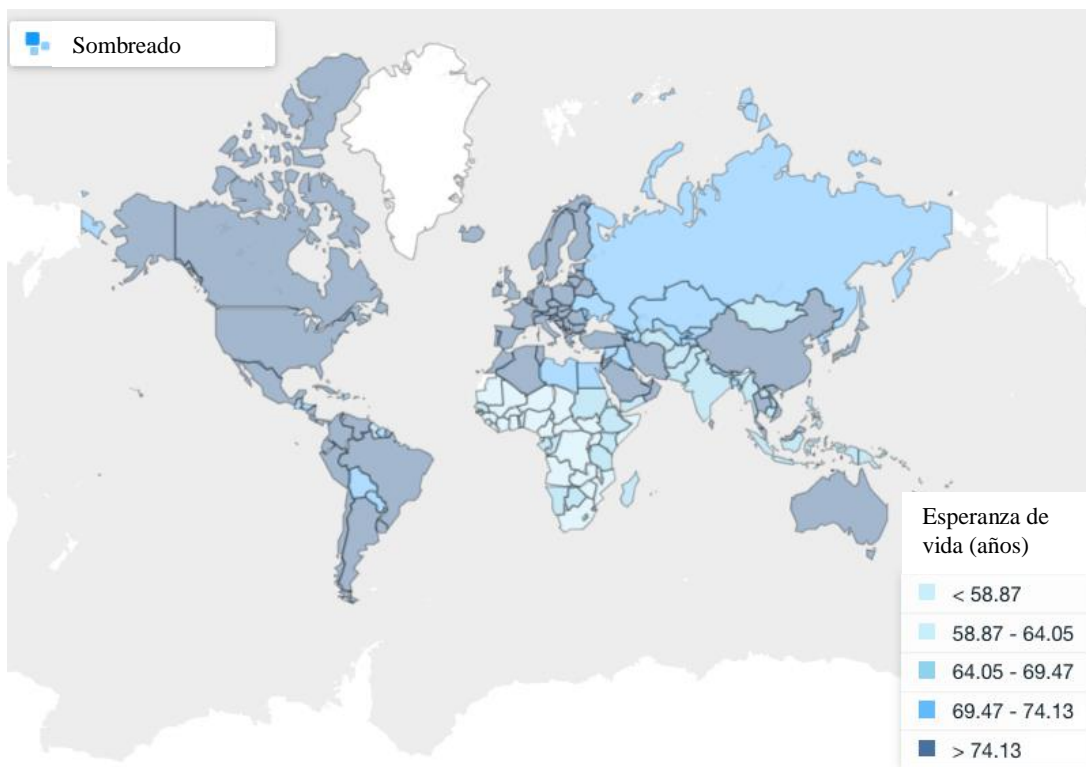 Sombreado
Esperanza de
vida (años)
< 58.87
58.87 - 64.05
64.05 - 69.47
69.47 - 74.13
> 74.13